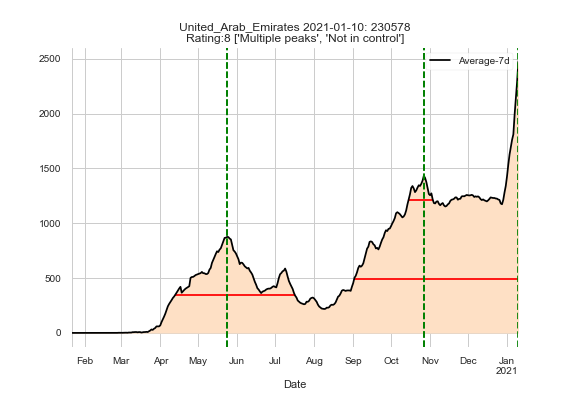 United_Arab_Emirates 2021-01-10: 230578
Rating:8 ['Multiple peaks', 'Not in control']
Average-7d
2500
2000
1500
1000
500
0
Feb Mar Apr May Jun Jul Aug Sep Oct Nov Dec Jan
2021
Date